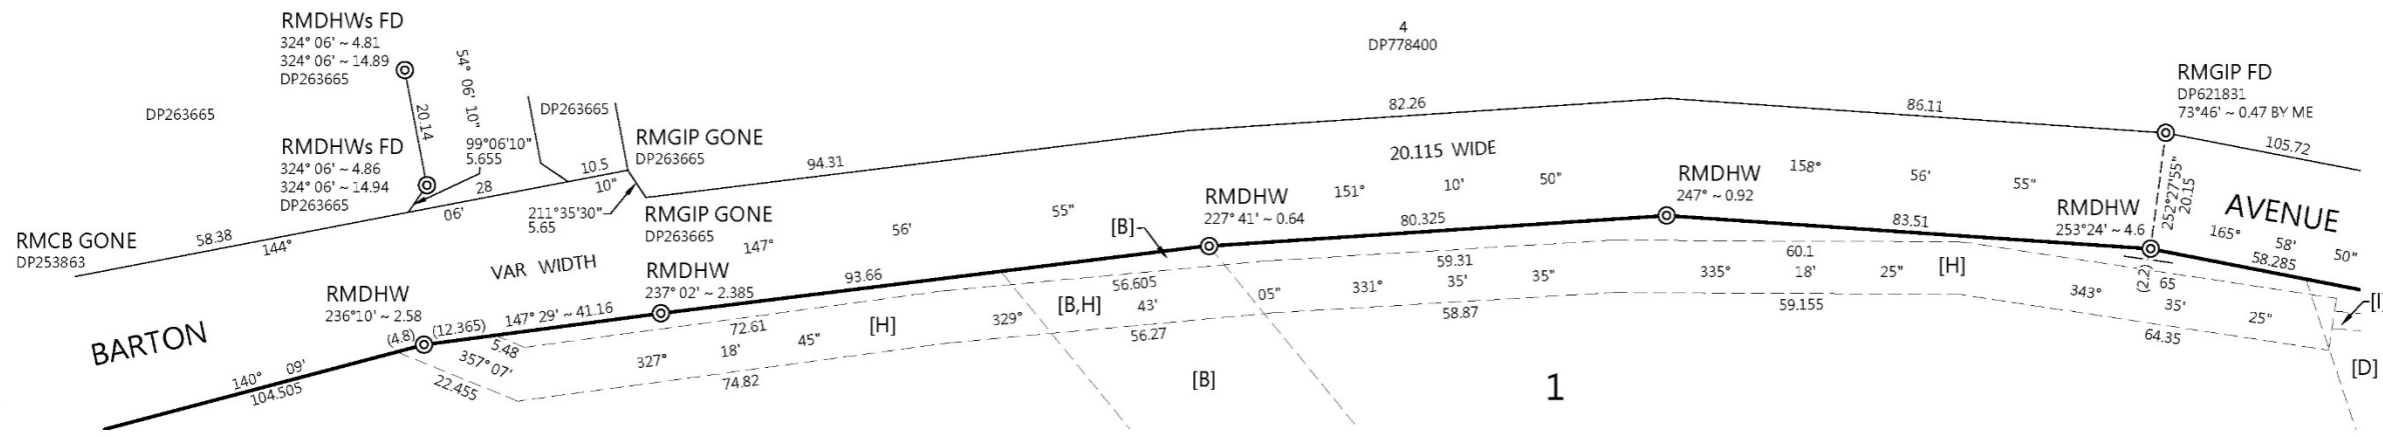 RMDHWs FD
324° 06' ~ 4.81
324° 06' ~ 14.89
DP263665
54° 06' 10"
20.14
DP263665
DP263665
4
DP778400
RMGIP FD
DP621831
73°46' ~ 0.47 BY ME
82.26
86.11
105.72
RMDHWs FD
324° 06' ~ 4.86
324° 06' ~ 14.94
DP263665
99°06'10"
5.655
RMGIP GONE
DP263665
10.5
94.31
20.115 WIDE
28
10"
06'
211°35'30"
5.65
RMGIP GONE
DP263665
RMCB GONE
DP253863
58.38
144°
VAR WIDTH
147°
56'
55"
[B]
RMDHW
227° 41' ~ 0.64
151°
10'
50"
80.325
RMDHW
247° ~ 0.92
158°
56'
55"
83.51
RMDHW
253°24' ~ 4.6
252°27'55"
20.15
AVENUE
165°
58'
50"
58.285
RMDHW
237° 02' ~ 2.385
93.66
RMDHW
236°10' ~ 2.58
BARTON
(4.8)
(12.365)
147° 29' ~ 41.16
140°
09'
104.505
5.48
357° 07'
22.455
72.61
327°
18'
45"
74.82
[H]
329°
[B,H]
56.605
43'
56.27
05"
59.31
331°
35'
35"
58.87
60.1
335°
18'
25"
59.155
[H]
(2.2)
65
343°
35'
25"
64.35
[D]
[B]
1